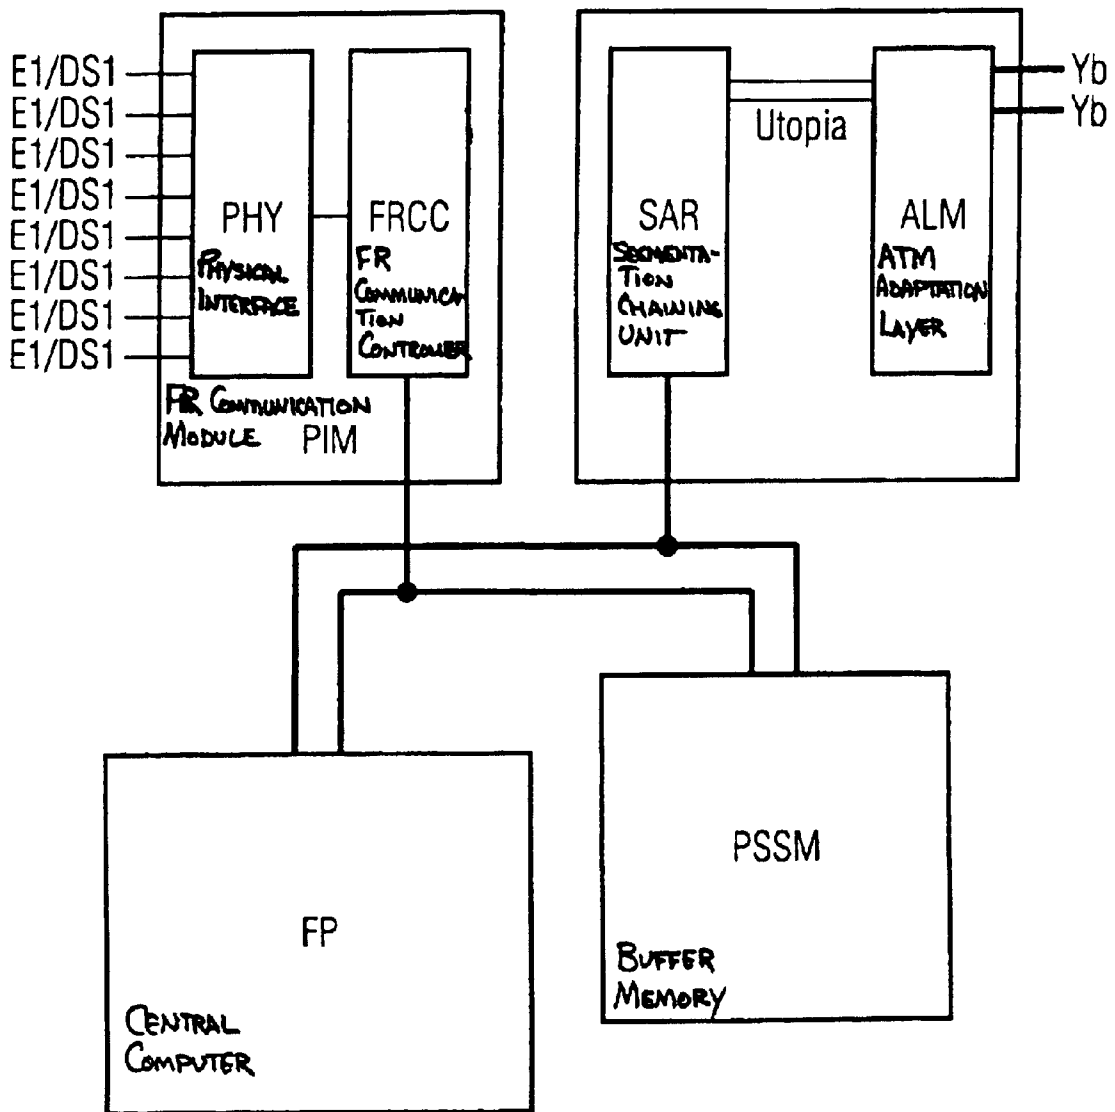 E1/DS1
E1/DS1
E1/DS1
E1/DS1
E1/DS1
E1/DS1
E1/DS1
E1/DS1
PHY
PHYSICAL
INTERFACE
FRCC
FR
COMMUNICA-
TION
CONTROLLER
FR COMMUNICATION
MODULE PIM
SAR
SEGMENTA-
TION
CHAINING
UNIT
Utopia
ALM
ATM
ADAPTATION
LAYER
Yb
Yb
FP
CENTRAL
COMPUTER
PSSM
BUFFER
MEMORY